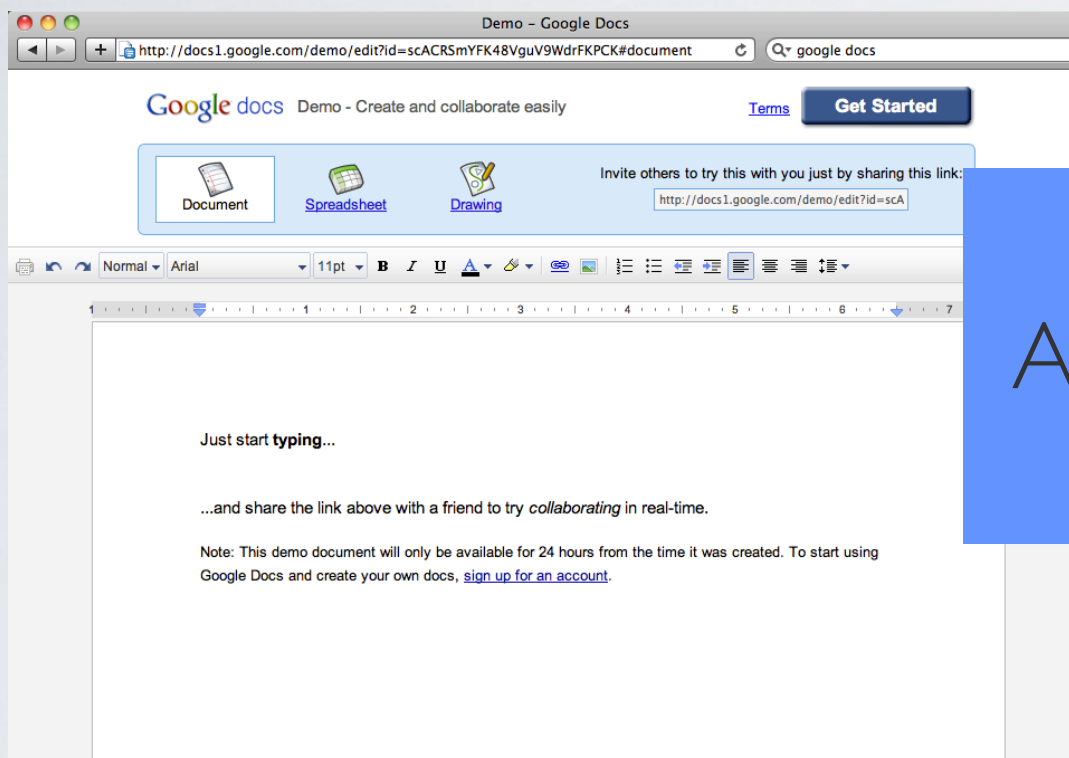 Demo – Google Docs
http://docs1.google.com/demo/edit?id=scACRSmYFK48VguV9WdrFKPCK#document google docs
Google docs Demo - Create and collaborate easily Terms Get Started
Invite others to try this with you just by sharing this link:
http://docs1.google.com/demo/edit?id=scA
Document Spreadsheet Drawing
Normal Arial 11pt B I U A
1 1 2 3 4 5 6 7
A
Just start typing...
...and share the link above with a friend to try collaborating in real-time.
Note: This demo document will only be available for 24 hours from the time it was created. To start using
Google Docs and create your own docs, sign up for an account.